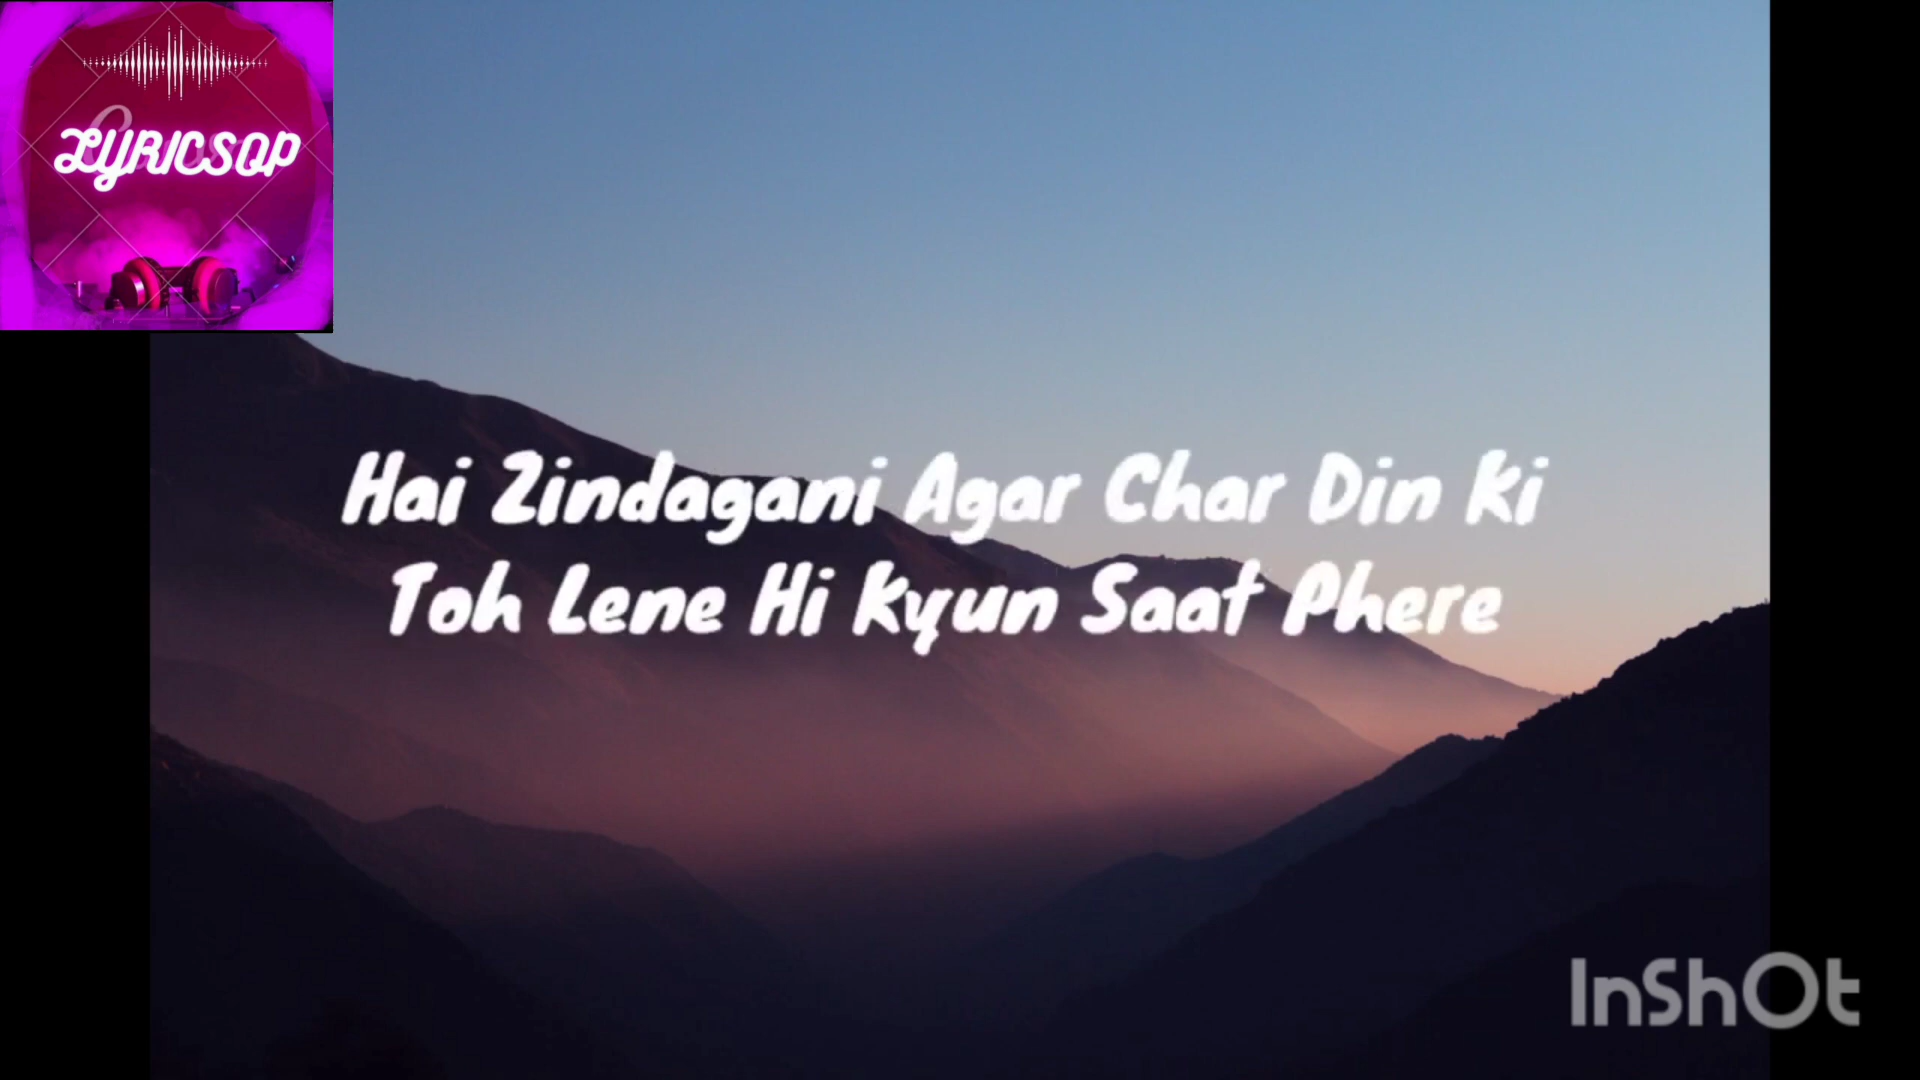 LYRICSOP
Hai Zindagani Agar Char Din Ki
Toh Lene Hi Kyun Saat Phere
InShOt